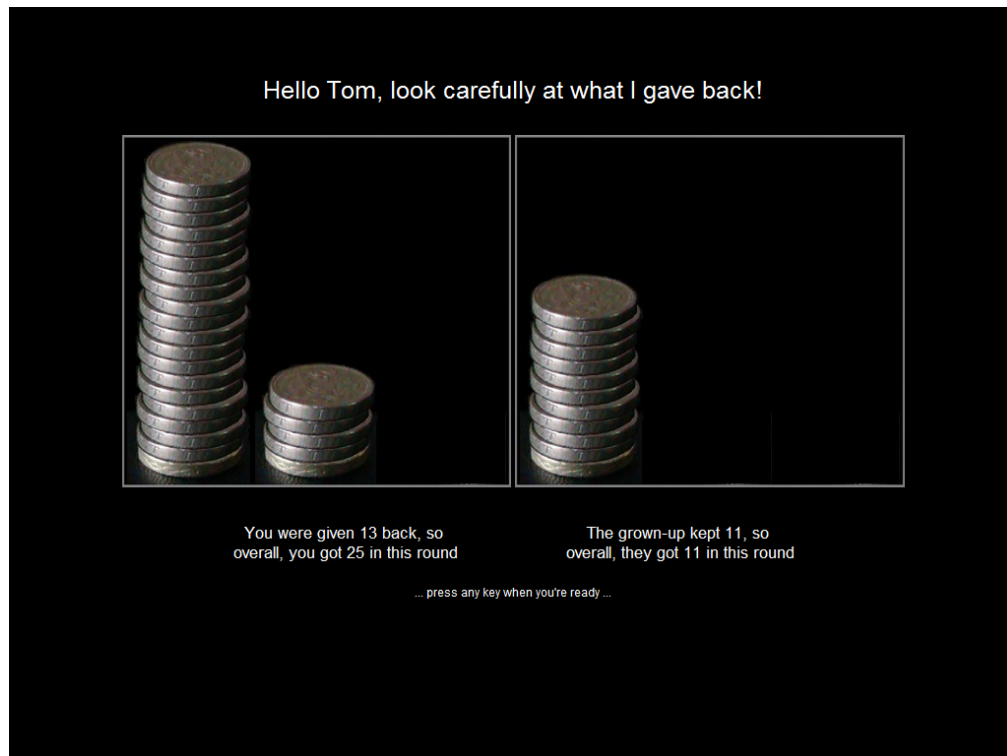 Hello Tom, look carefully at what I gave back!
You were given 13 back, so
overall, you got 25 in this round
The grown-up kept 11, so
overall, they got 11 in this round
... press any key when you're ready ...